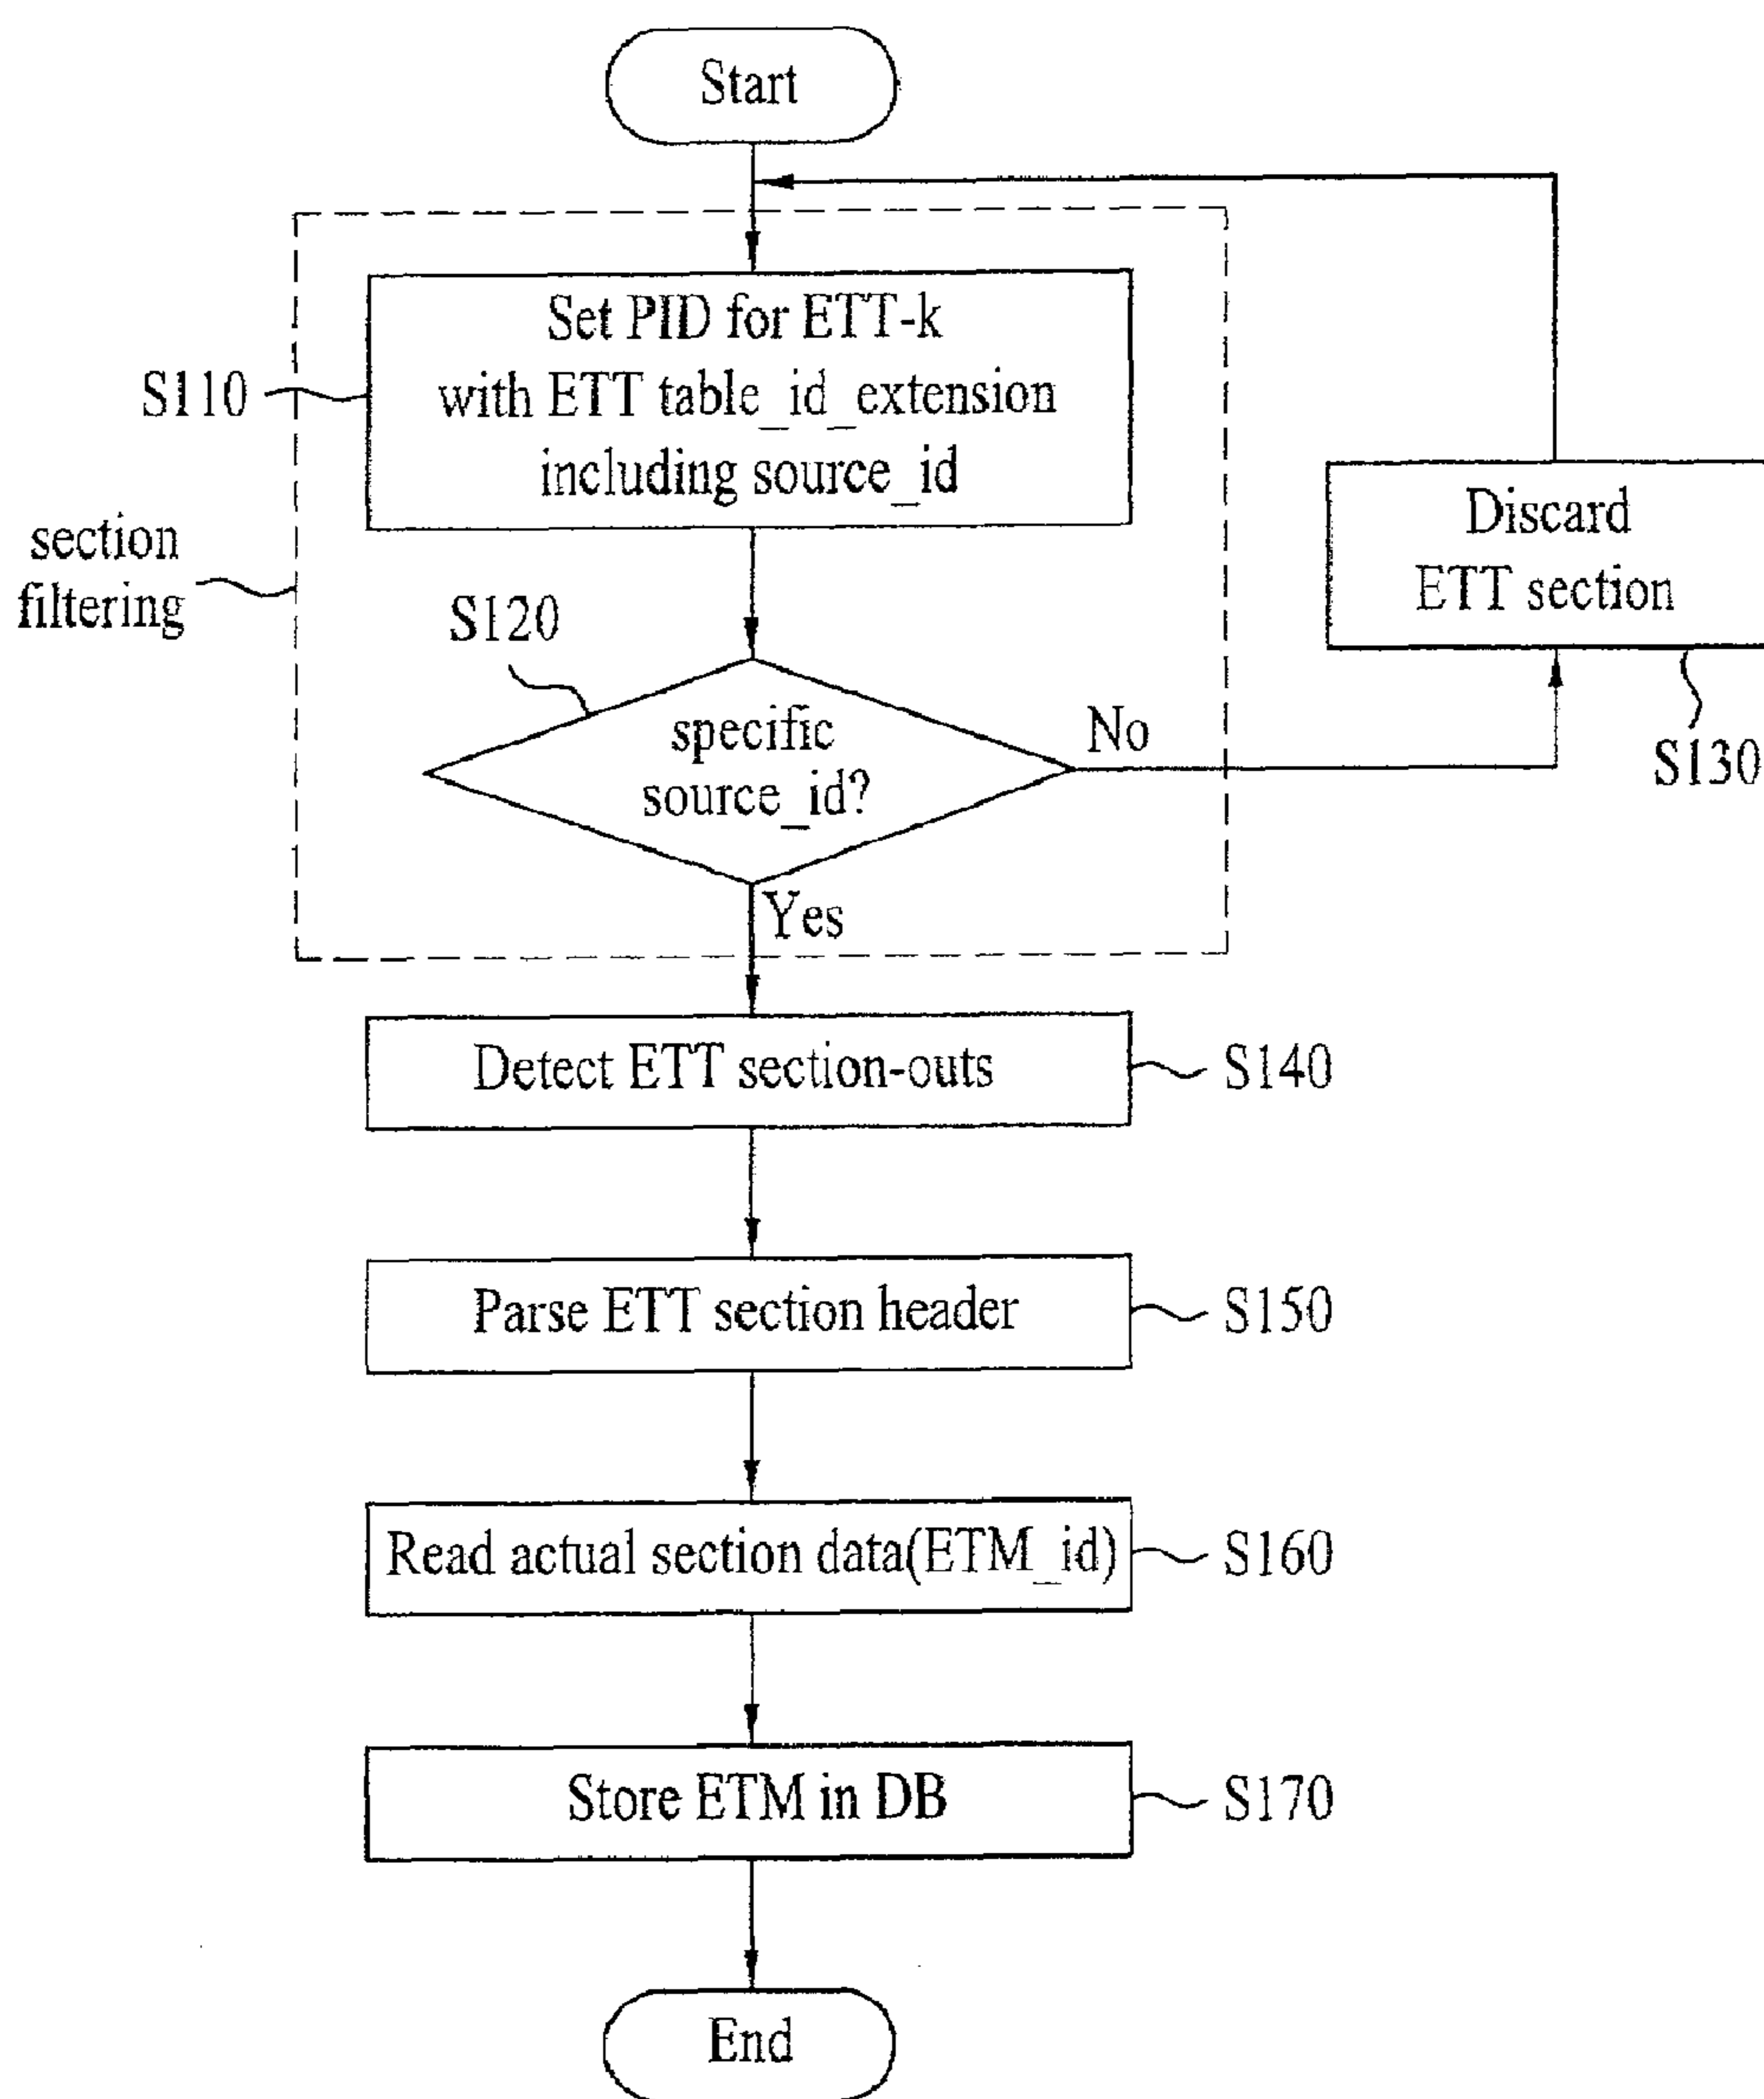 Start
Set PID for ETT-k
with ETT table_id_extension
including source_id
S110
section
filtering
Discard
ETT section
S130
S120
specific
source_id?
No
Yes
Detect ETT section-outs
S140
Parse ETT section header
S150
Read actual section data(ETM_id)
S160
Store ETM in DB
S170
End